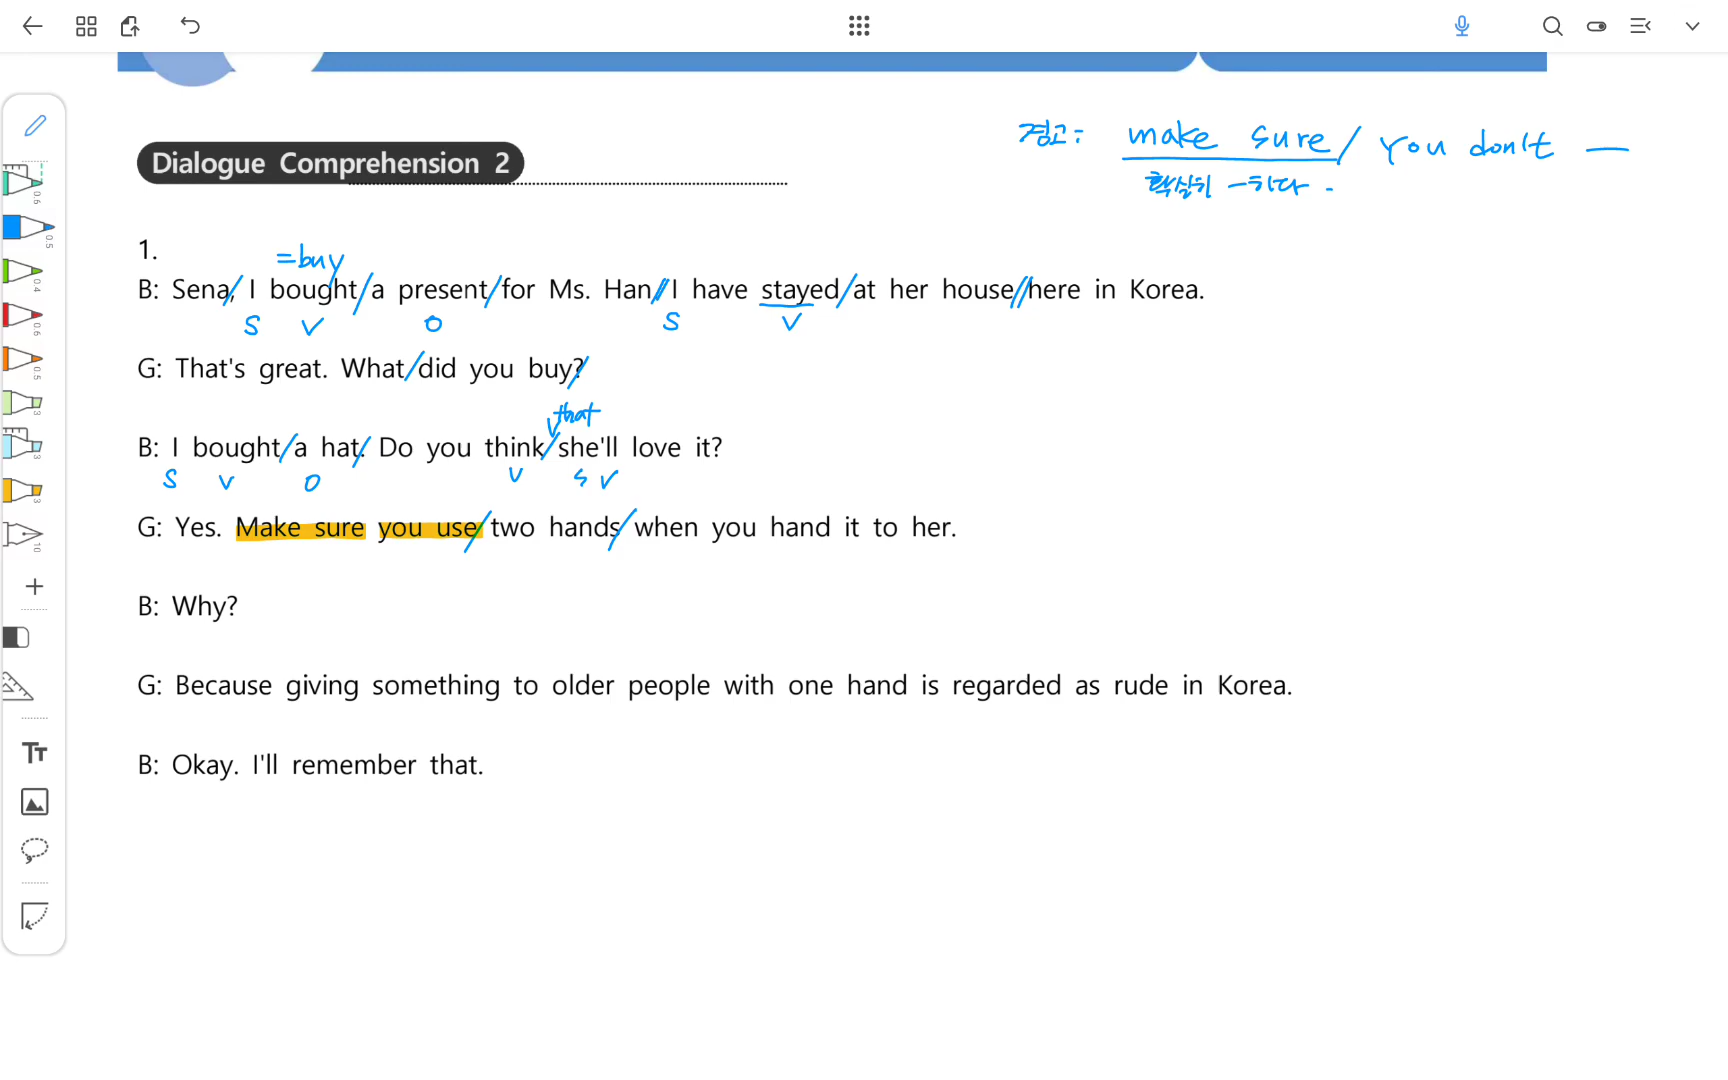 경고: make sure / you don't —
확실히 -하다.
Dialogue Comprehension 2
1.
=buy
B: Sena, I bought a present for Ms. Han. I have stayed at her house here in Korea.
S V O S V
G: That's great. What did you buy?
that
B: I bought a hat. Do you think she'll love it?
S V O V S V
G: Yes. Make sure you use two hands when you hand it to her.
B: Why?
G: Because giving something to older people with one hand is regarded as rude in Korea.
B: Okay. I'll remember that.